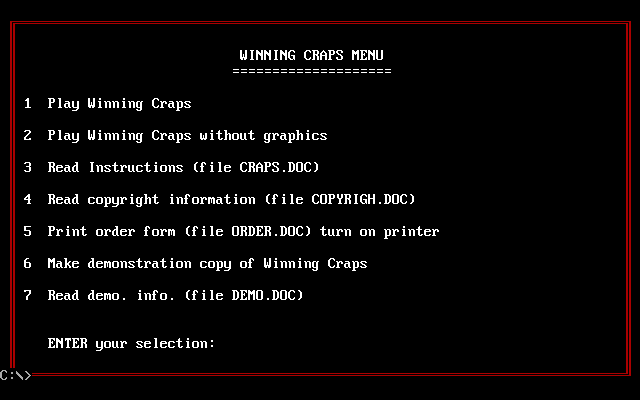 WINNING CRAPS MENU
====================
1 Play Winning Craps
2 Play Winning Craps without graphics
3 Read Instructions (file CRAPS.DOC)
4 Read copyright information (file COPYRIGH.DOC)
5 Print order form (file ORDER.DOC) turn on printer
6 Make demonstration copy of Winning Craps
7 Read demo. info. (file DEMO.DOC)
ENTER your selection:
C:\>